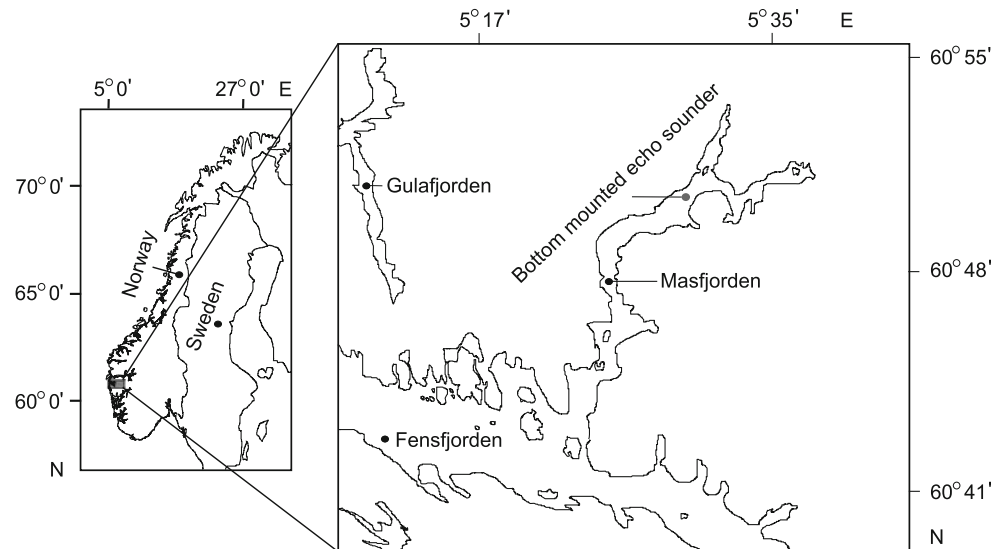 5°17'
5°35'
E
60°55'
5°0'
27°0'
E
Bottom mounted echo sounder
70°0'
Gulafjorden
Norway
60°48'
Masfjorden
65°0'
Sweden
60°0'
Fensfjorden
N
60°41'
N